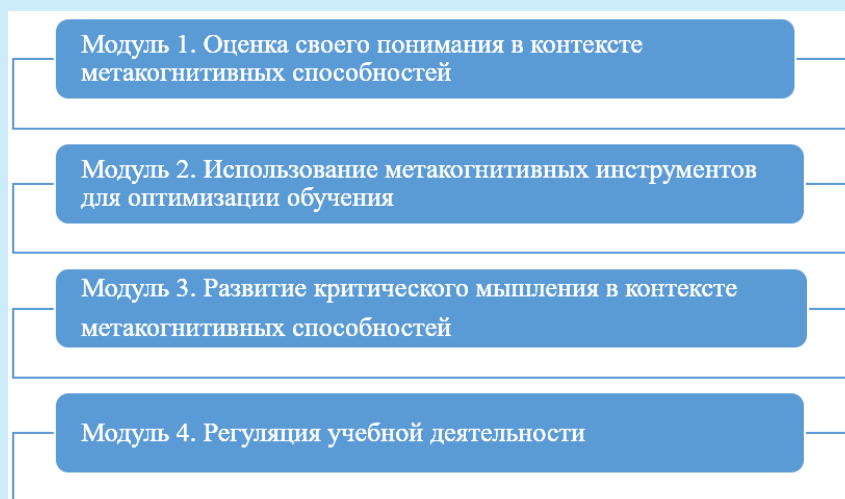 Модуль 1. Оценка своего понимания в контексте
метакогнитивных способностей
Модуль 2. Использование метакогнитивных инструментов
для оптимизации обучения
Модуль 3. Развитие критического мышления в контексте
метакогнитивных способностей
Модуль 4. Регуляция учебной деятельности